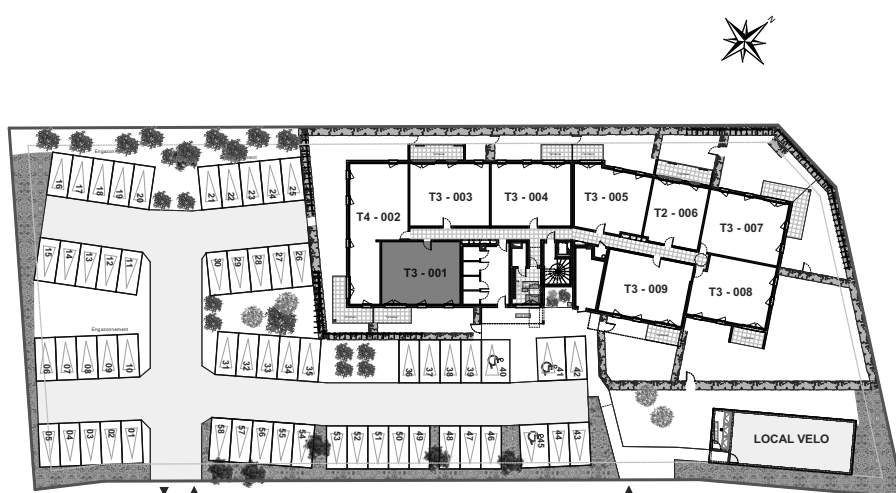 N
Engazonnement
16 17 18 19 20
21 22 23 24 25
T4 - 002
T3 - 003
T3 - 004
T3 - 005
T2 - 006
T3 - 007
15 14 13 12 11
30 29 28 27 26
T3 - 001
T3 - 009
T3 - 008
Engazonnement
06 07 08 09 10
31 32 33 34 35
36 37 38 39 40
41 42
05 04 03 02 01
58 57 56 55 54
53 52 51 50 49
48 47 46
45 44 43
LOCAL VELO